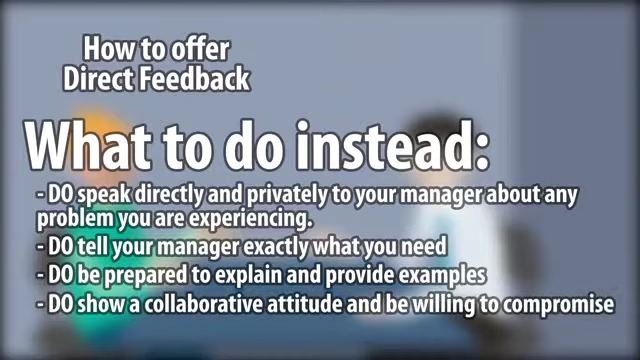 How to offer
Direct Feedback
What to do instead:
- DO speak directly and privately to your manager about any
problem you are experiencing.
- DO tell your manager exactly what you need
- DO be prepared to explain and provide examples
- DO show a collaborative attitude and be willing to compromise